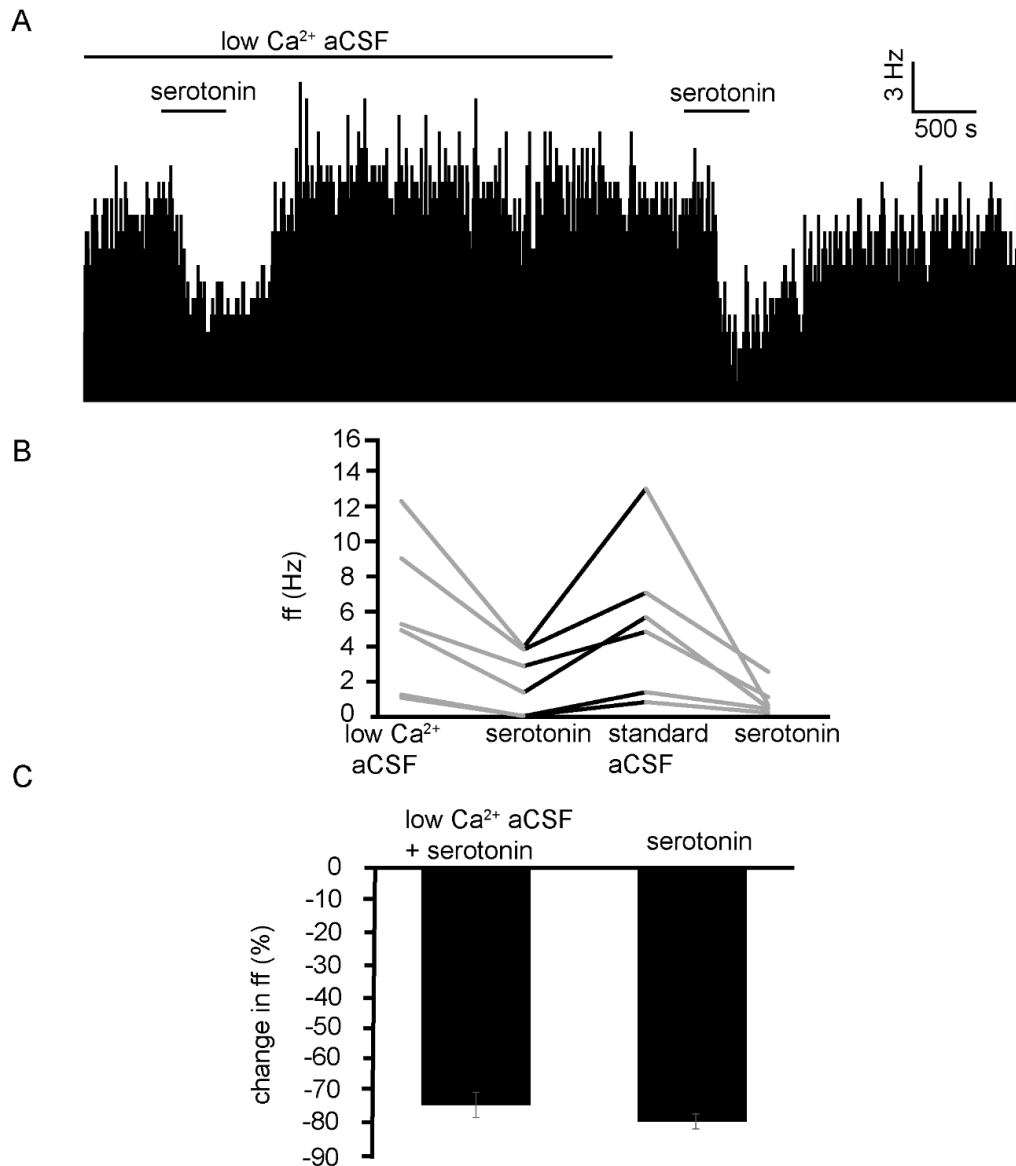 A
low Ca²⁺ aCSF
serotonin
serotonin
3 Hz
500 s
B
16
14
12
10
8
6
4
2
0
ff (Hz)
low Ca²⁺
aCSF
serotonin
standard
aCSF
serotonin
C
low Ca²⁺ aCSF
+ serotonin
serotonin
0
-10
-20
-30
-40
-50
-60
-70
-80
-90
change in ff (%)